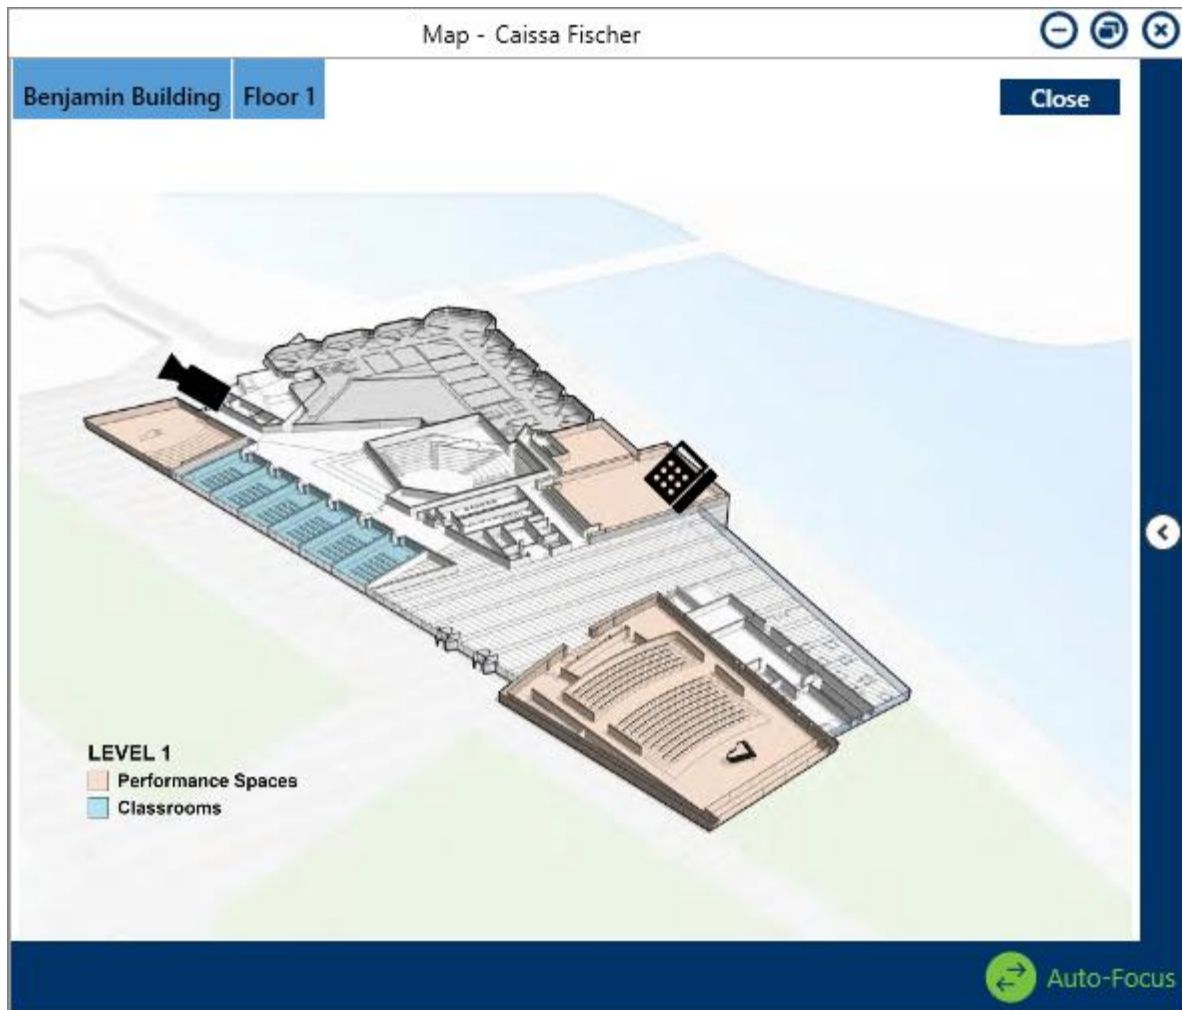 Map - Caissa Fischer
Benjamin Building Floor 1
Close
LEVEL 1
Performance Spaces
Classrooms
Auto-Focus